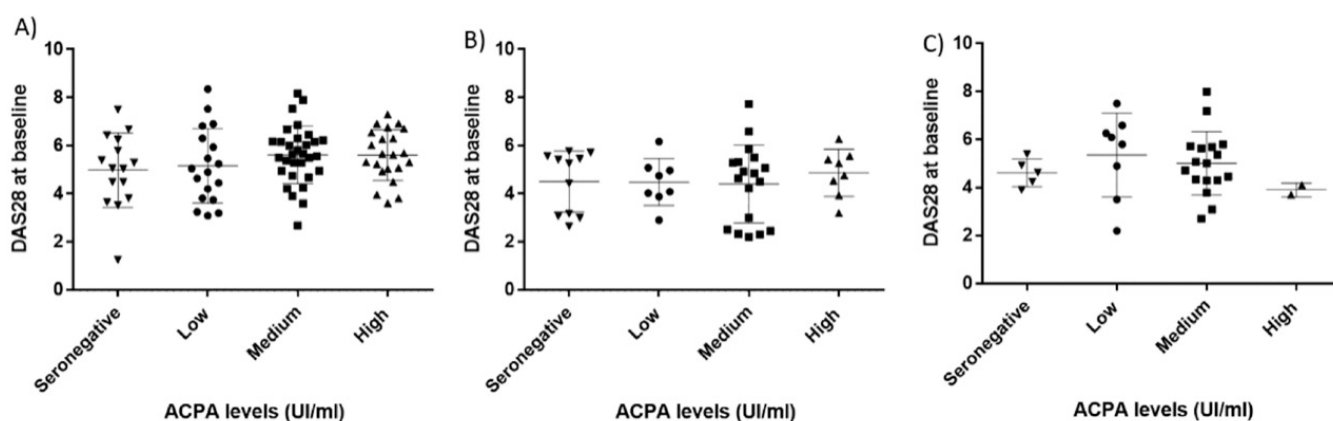 A)
DAS28 at baseline
10
8
6
4
2
0
Seronegative
Low
Medium
High
ACPA levels (UI/ml)
B)
DAS28 at baseline
10
8
6
4
2
0
Seronegative
Low
Medium
High
ACPA levels (UI/ml)
C)
DAS28 at baseline
10
8
6
4
2
0
Seronegative
Low
Medium
High
ACPA levels (UI/ml)